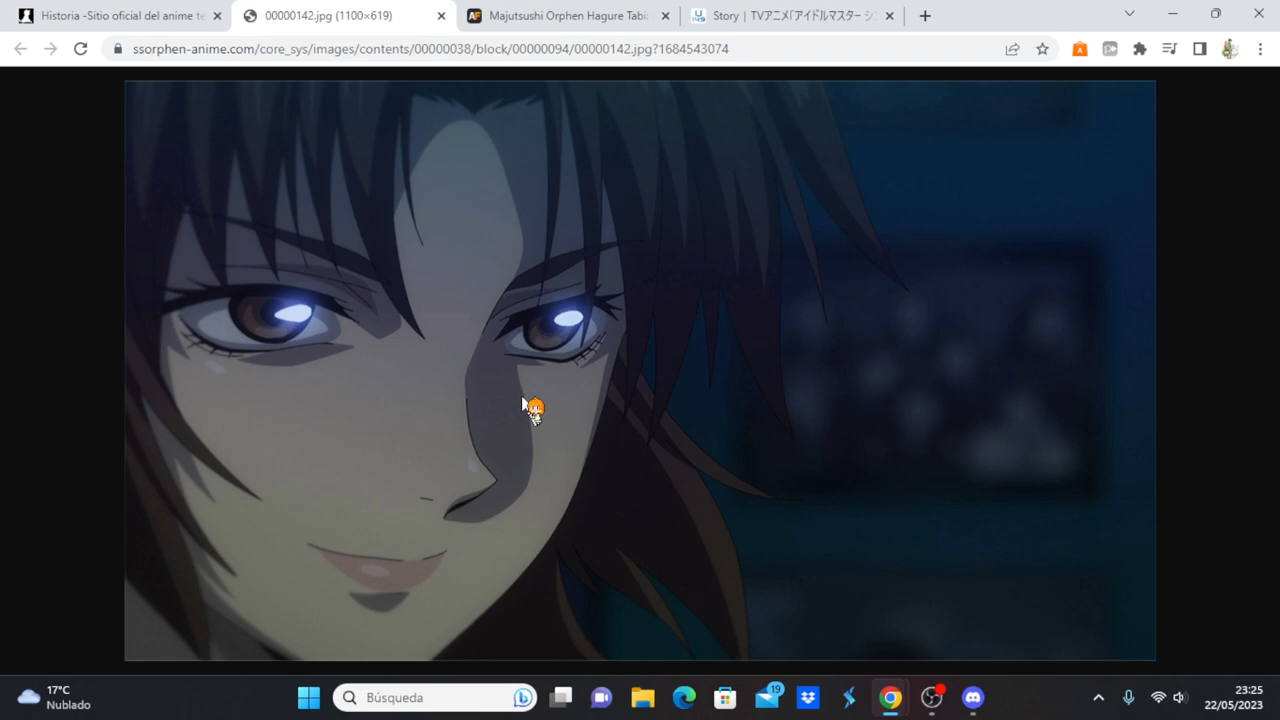 Historia -Sitio oficial del anime te
00000142.jpg (1100×619)
Majutsushi Orphen Hagure Tabi:
Story | TVアニメ「アイドルマスター シン
ssorphen-anime.com/core_sys/images/contents/00000038/block/00000094/00000142.jpg?1684543074
17°C
Nublado
Búsqueda
19
23:25
22/05/2023